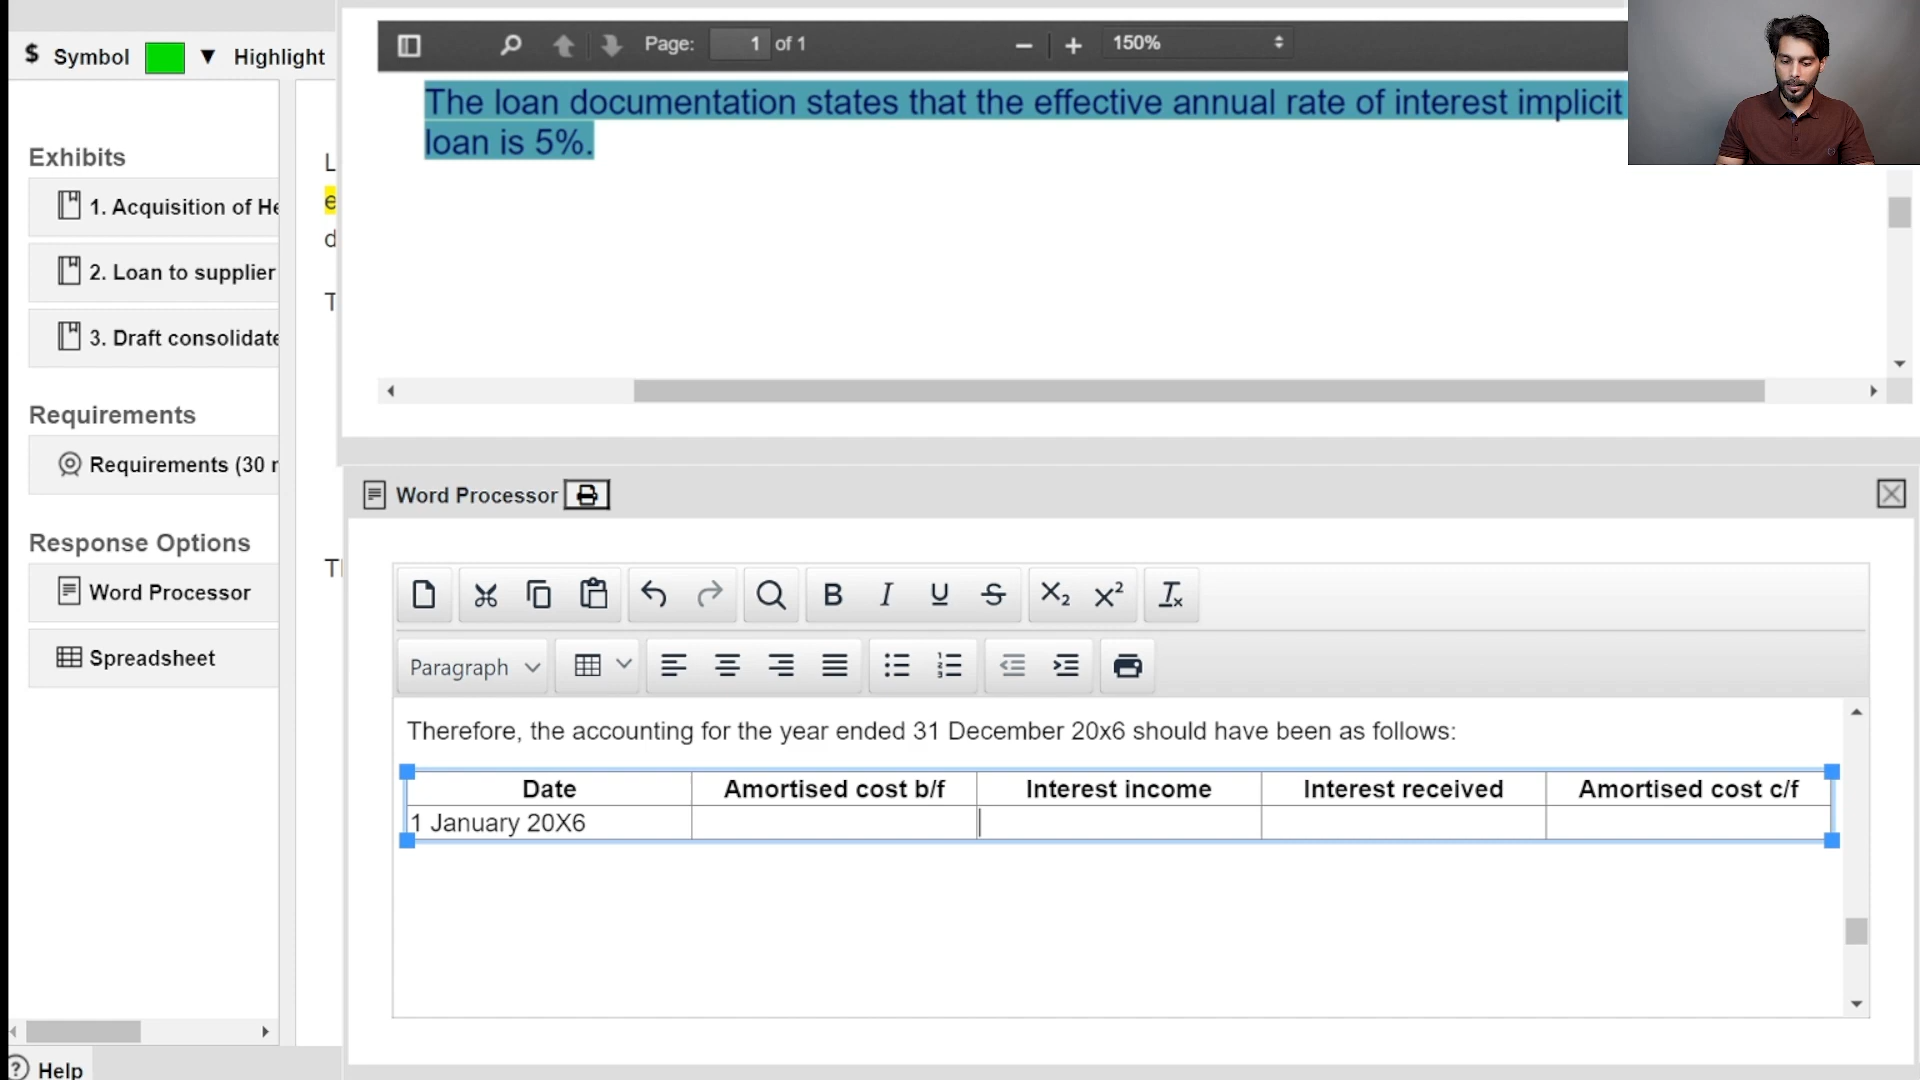 $ Symbol ▼ Highlight
Page: 1 of 1
150%
The loan documentation states that the effective annual rate of interest implicit
loan is 5%.
Exhibits
1. Acquisition of He
2. Loan to supplier
3. Draft consolidate
Requirements
Requirements (30 r
Response Options
Word Processor
Spreadsheet
Help
L
e
d
T
Word Processor
B I U S X₂ X² Tx
Paragraph
Therefore, the accounting for the year ended 31 December 20x6 should have been as follows:
Date Amortised cost b/f Interest income Interest received Amortised cost c/f
1 January 20X6